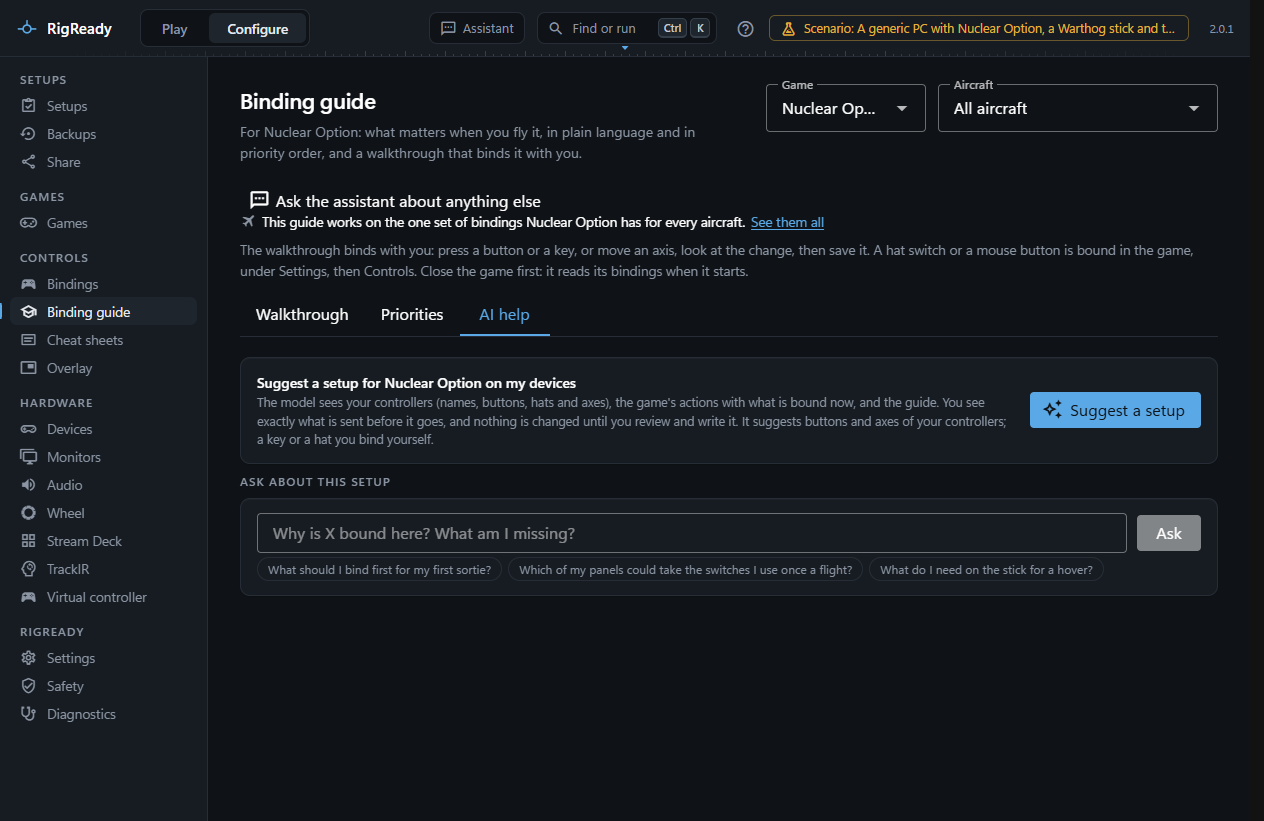 RigReady
Play
Configure
Assistant
Find or run
Ctrl
K
Scenario: A generic PC with Nuclear Option, a Warthog stick and t...
2.0.1
SETUPS
Setups
Backups
Share
GAMES
Games
CONTROLS
Bindings
Binding guide
Cheat sheets
Overlay
HARDWARE
Devices
Monitors
Audio
Wheel
Stream Deck
TrackIR
Virtual controller
RIGREADY
Settings
Safety
Diagnostics
Binding guide
For Nuclear Option: what matters when you fly it, in plain language and in
priority order, and a walkthrough that binds it with you.
Game
Nuclear Op...
Aircraft
All aircraft
Ask the assistant about anything else
This guide works on the one set of bindings Nuclear Option has for every aircraft. See them all
The walkthrough binds with you: press a button or a key, or move an axis, look at the change, then save it. A hat switch or a mouse button is bound in the game,
under Settings, then Controls. Close the game first: it reads its bindings when it starts.
Walkthrough
Priorities
AI help
Suggest a setup for Nuclear Option on my devices
The model sees your controllers (names, buttons, hats and axes), the game's actions with what is bound now, and the guide. You see
exactly what is sent before it goes, and nothing is changed until you review and write it. It suggests buttons and axes of your controllers;
a key or a hat you bind yourself.
Suggest a setup
ASK ABOUT THIS SETUP
Why is X bound here? What am I missing?
Ask
What should I bind first for my first sortie?
Which of my panels could take the switches I use once a flight?
What do I need on the stick for a hover?